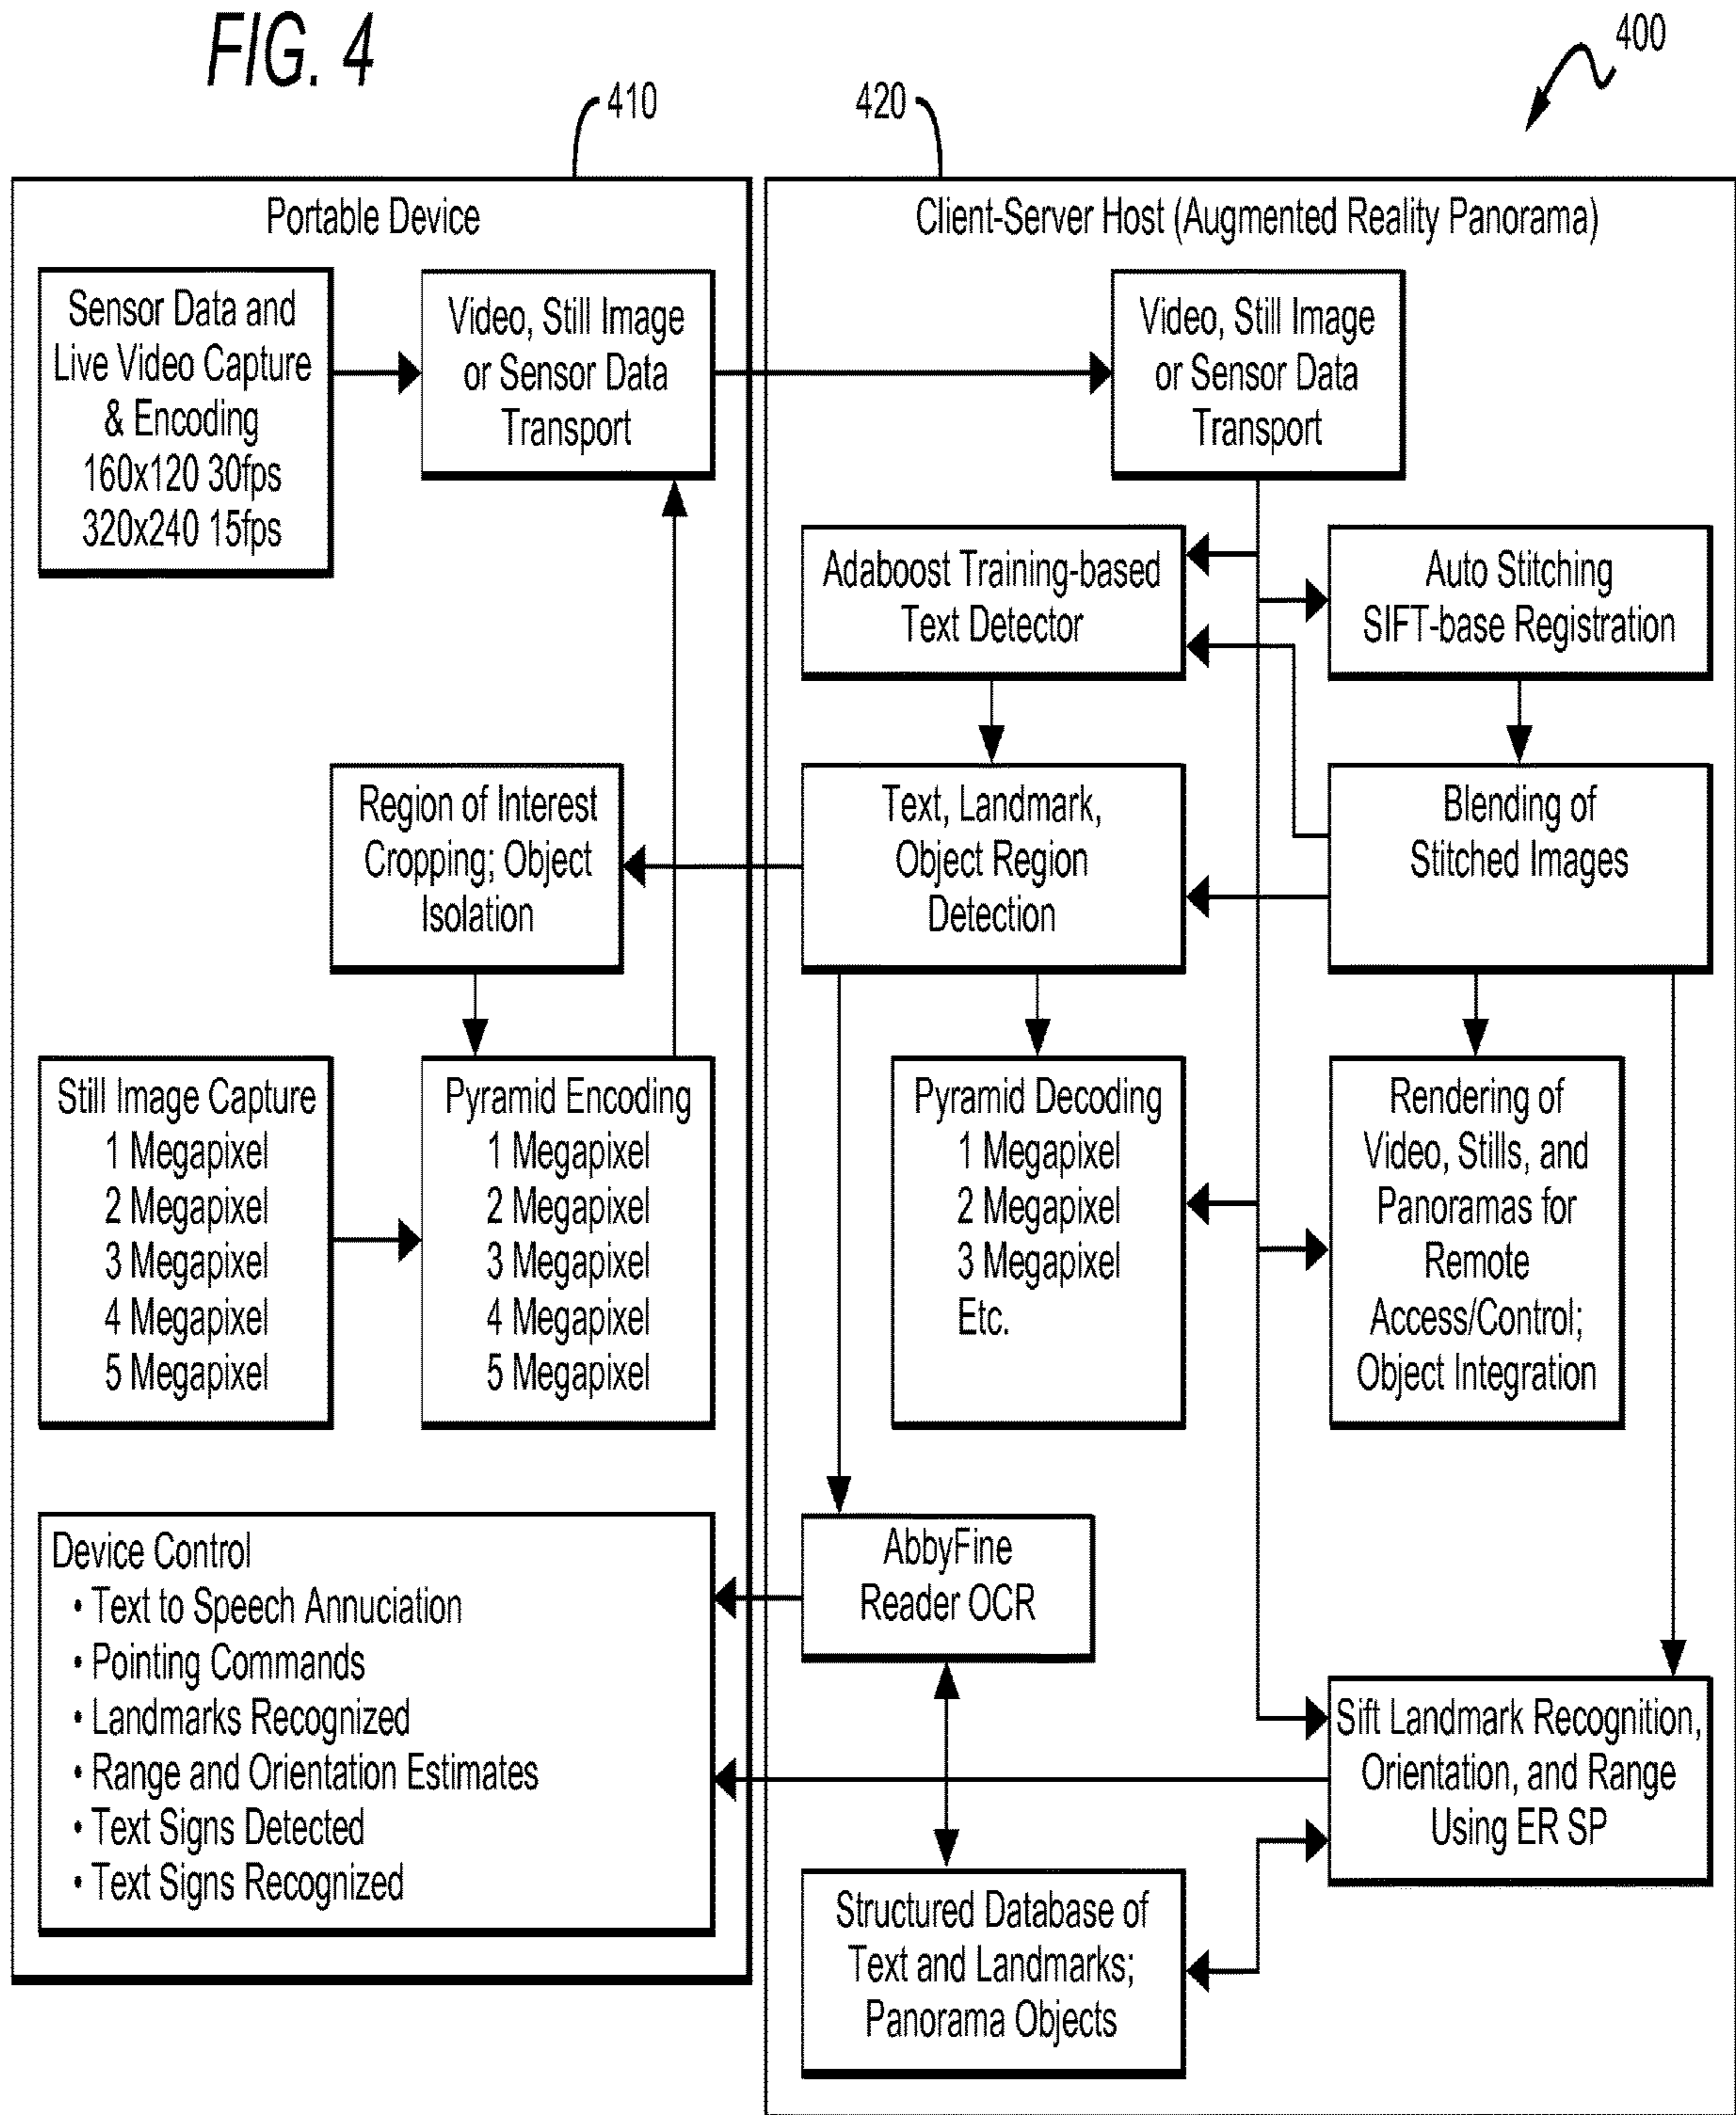 FIG. 4
400
410
420
Portable Device
Sensor Data and
Live Video Capture
& Encoding
160x120 30fps
320x240 15fps
Video, Still Image
or Sensor Data
Transport
Region of Interest
Cropping; Object
Isolation
Still Image Capture
1 Megapixel
2 Megapixel
3 Megapixel
4 Megapixel
5 Megapixel
Pyramid Encoding
1 Megapixel
2 Megapixel
3 Megapixel
4 Megapixel
5 Megapixel
Device Control
• Text to Speech Annuciation
• Pointing Commands
• Landmarks Recognized
• Range and Orientation Estimates
• Text Signs Detected
• Text Signs Recognized
Client-Server Host (Augmented Reality Panorama)
Video, Still Image
or Sensor Data
Transport
Adaboost Training-based
Text Detector
Auto Stitching
SIFT-base Registration
Text, Landmark,
Object Region
Detection
Blending of
Stitched Images
Pyramid Decoding
1 Megapixel
2 Megapixel
3 Megapixel
Etc.
Rendering of
Video, Stills, and
Panoramas for
Remote
Access/Control;
Object Integration
AbbyFine
Reader OCR
Sift Landmark Recognition,
Orientation, and Range
Using ER SP
Structured Database of
Text and Landmarks;
Panorama Objects